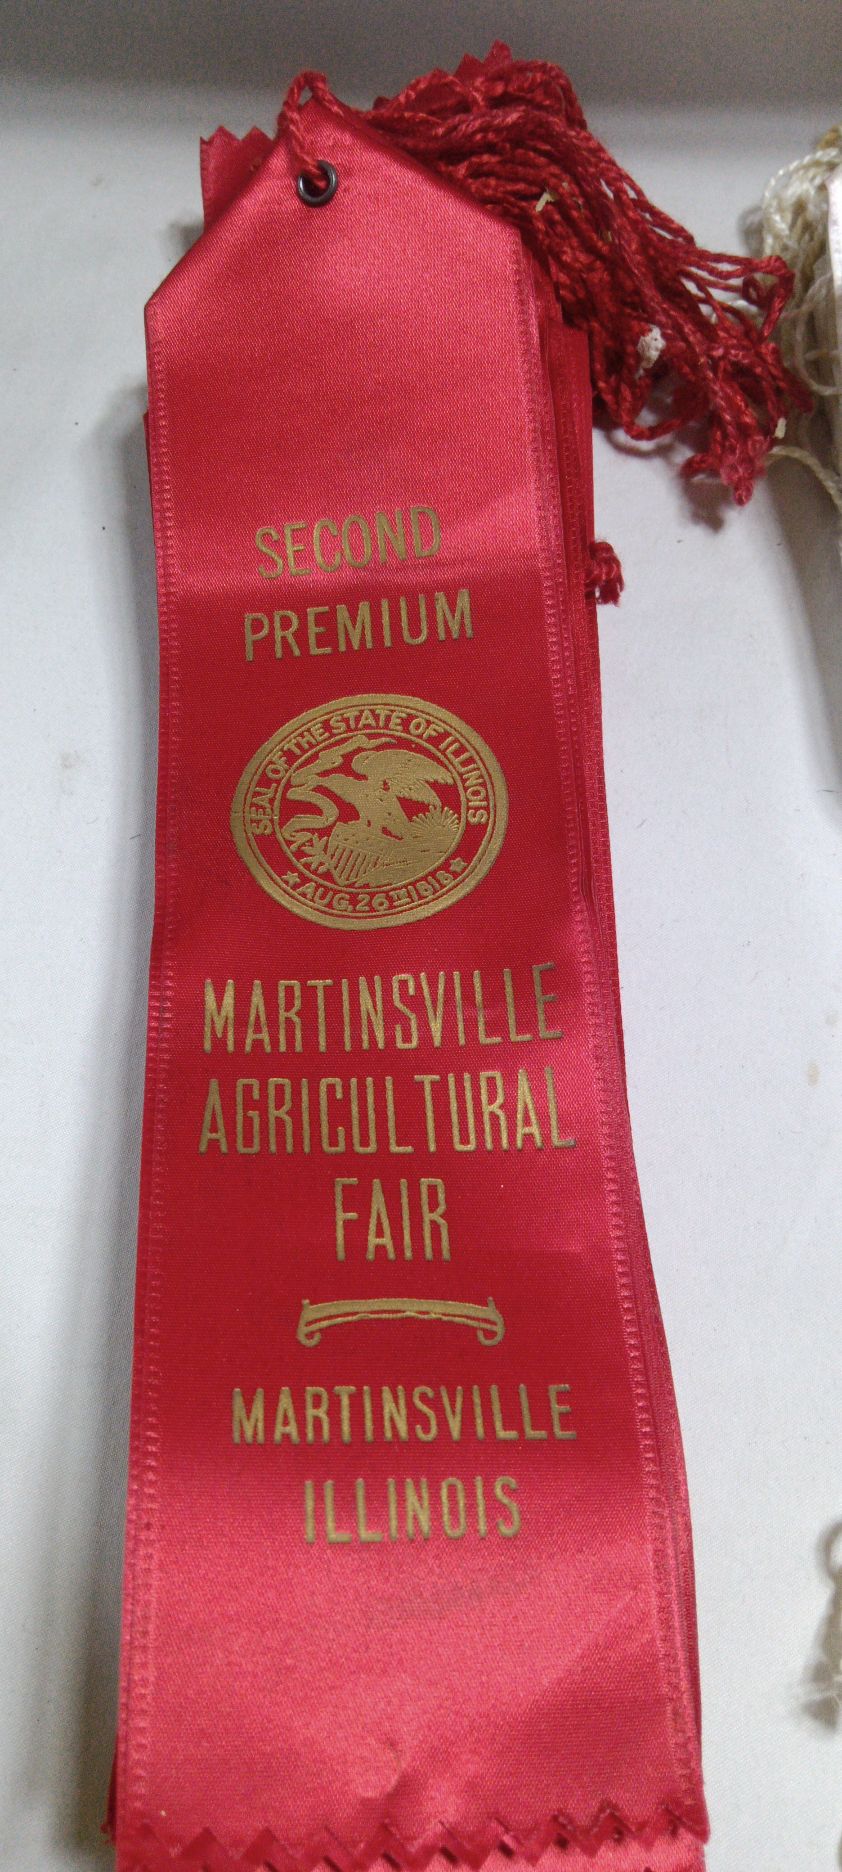 SECOND
PREMIUM
SEAL OF THE STATE OF ILLINOIS
AUG. 26TH 1818
MARTINSVILLE
AGRICULTURAL
FAIR
MARTINSVILLE
ILLINOIS